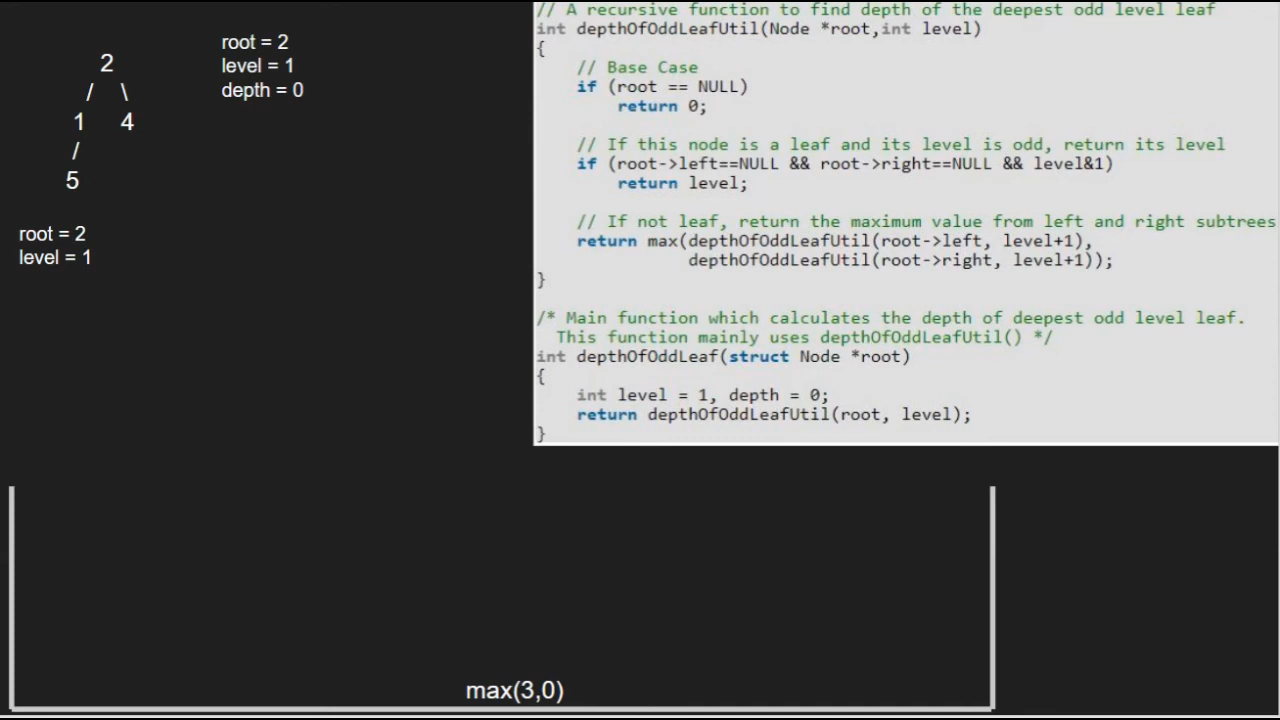 2
/ \
1 4
/
5
root = 2
level = 1
depth = 0
root = 2
level = 1
// A recursive function to find depth of the deepest odd level leaf
int depthOfOddLeafUtil(Node *root,int level)
{
    // Base Case
    if (root == NULL)
        return 0;
    // If this node is a leaf and its level is odd, return its level
    if (root->left==NULL && root->right==NULL && level&1)
        return level;
    // If not leaf, return the maximum value from left and right subtrees
    return max(depthOfOddLeafUtil(root->left, level+1),
               depthOfOddLeafUtil(root->right, level+1));
}
/* Main function which calculates the depth of deepest odd level leaf.
  This function mainly uses depthOfOddLeafUtil() */
int depthOfOddLeaf(struct Node *root)
{
    int level = 1, depth = 0;
    return depthOfOddLeafUtil(root, level);
}
max(3,0)